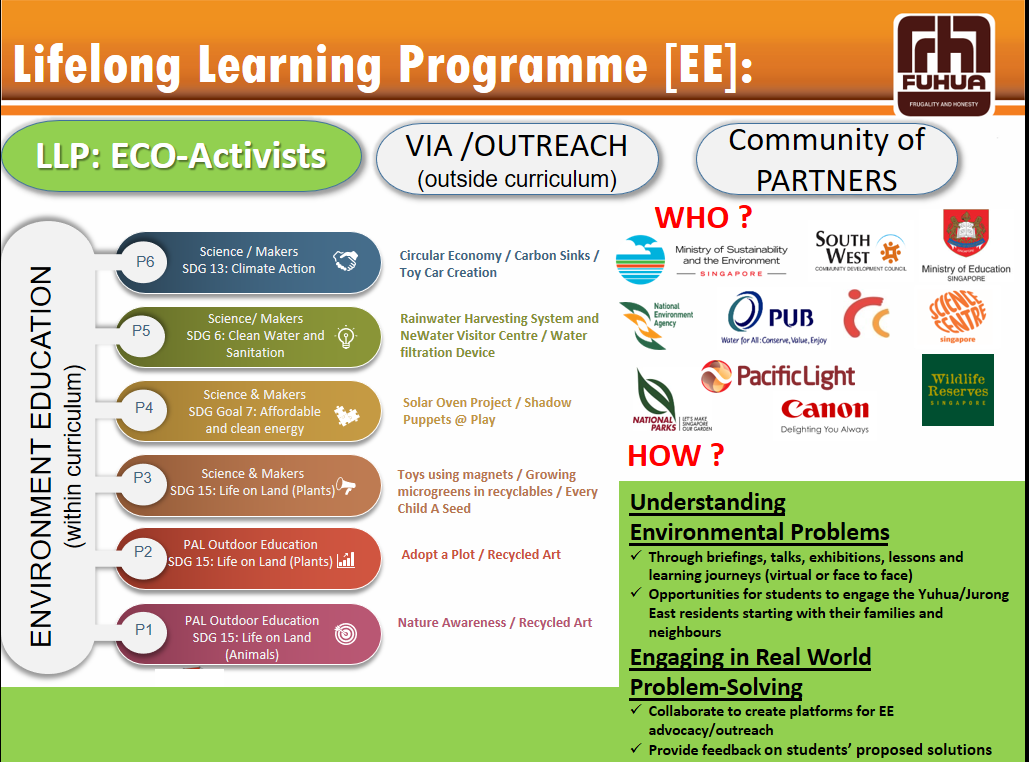 Lifelong Learning Programme [EE]:
FUHUA
FRUGALITY AND HONESTY
LLP: ECO-Activists
VIA /OUTREACH
(outside curriculum)
Community of
PARTNERS
ENVIRONMENT EDUCATION
(within curriculum)
P6
Science / Makers
SDG 13: Climate Action
Circular Economy / Carbon Sinks /
Toy Car Creation
P5
Science/ Makers
SDG 6: Clean Water and
Sanitation
Rainwater Harvesting System and
NeWater Visitor Centre / Water
filtration Device
P4
Science & Makers
SDG Goal 7: Affordable
and clean energy
Solar Oven Project / Shadow
Puppets @ Play
P3
Science & Makers
SDG 15: Life on Land (Plants)
Toys using magnets / Growing
microgreens in recyclables / Every
Child A Seed
P2
PAL Outdoor Education
SDG 15: Life on Land (Plants)
Adopt a Plot / Recycled Art
P1
PAL Outdoor Education
SDG 15: Life on Land
(Animals)
Nature Awareness / Recycled Art
WHO ?
Ministry of Sustainability
and the Environment
SINGAPORE
SOUTH
WEST
COMMUNITY DEVELOPMENT COUNCIL
Ministry of Education
SINGAPORE
National
Environment
Agency
PUB
Water for All: Conserve, Value, Enjoy
SCIENCE
CENTRE
singapore
NATIONAL
PARKS
LET'S MAKE
SINGAPORE
OUR GARDEN
PacificLight
Canon
Delighting You Always
Wildlife
Reserves
SINGAPORE
HOW ?
Understanding
Environmental Problems
✓ Through briefings, talks, exhibitions, lessons and
learning journeys (virtual or face to face)
✓ Opportunities for students to engage the Yuhua/Jurong
East residents starting with their families and
neighbours
Engaging in Real World
Problem-Solving
✓ Collaborate to create platforms for EE
advocacy/outreach
✓ Provide feedback on students' proposed solutions